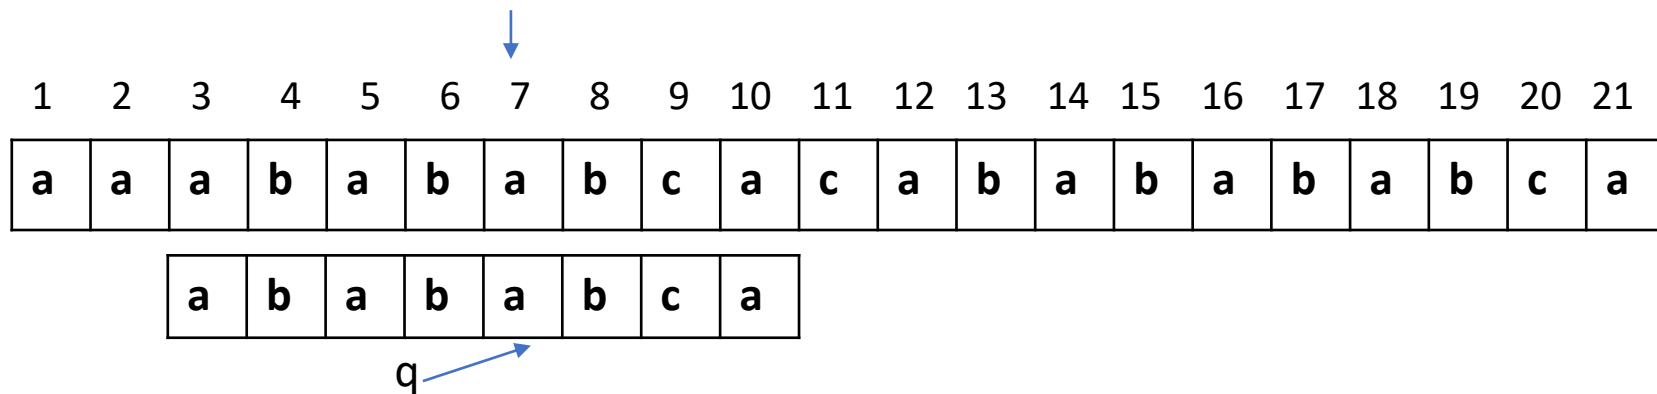 1 2 3 4 5 6 7 8 9 10 11 12 13 14 15 16 17 18 19 20 21
a a a b a b a b c a c a b a b a b a b c a
a b a b a b c a
q